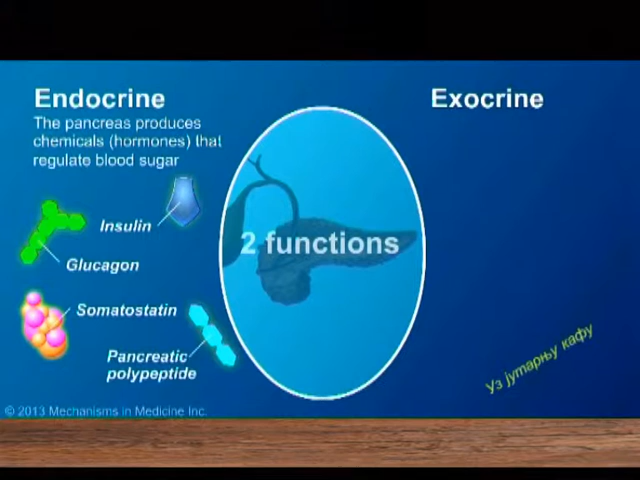 Endocrine
The pancreas produces
chemicals (hormones) that
regulate blood sugar
Insulin
Glucagon
Somatostatin
Pancreatic
polypeptide
2 functions
Exocrine
Уз јутарњу кафу
© 2013 Mechanisms in Medicine Inc.